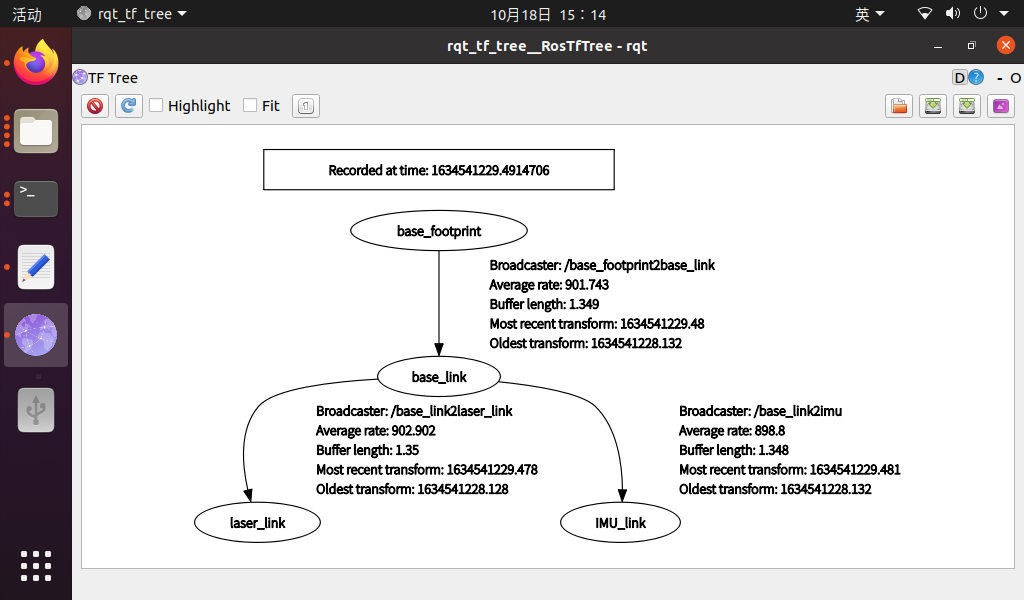 活动
rqt_tf_tree
10月18日 15：14
英
rqt_tf_tree__RosTfTree - rqt
TF Tree
D
?
- O
Highlight
Fit
>_
Recorded at time: 1634541229.4914706
base_footprint
Broadcaster: /base_footprint2base_link
Average rate: 901.743
Buffer length: 1.349
Most recent transform: 1634541229.48
Oldest transform: 1634541228.132
base_link
Broadcaster: /base_link2laser_link
Average rate: 902.902
Buffer length: 1.35
Most recent transform: 1634541229.478
Oldest transform: 1634541228.128
Broadcaster: /base_link2imu
Average rate: 898.8
Buffer length: 1.348
Most recent transform: 1634541229.481
Oldest transform: 1634541228.132
laser_link
IMU_link